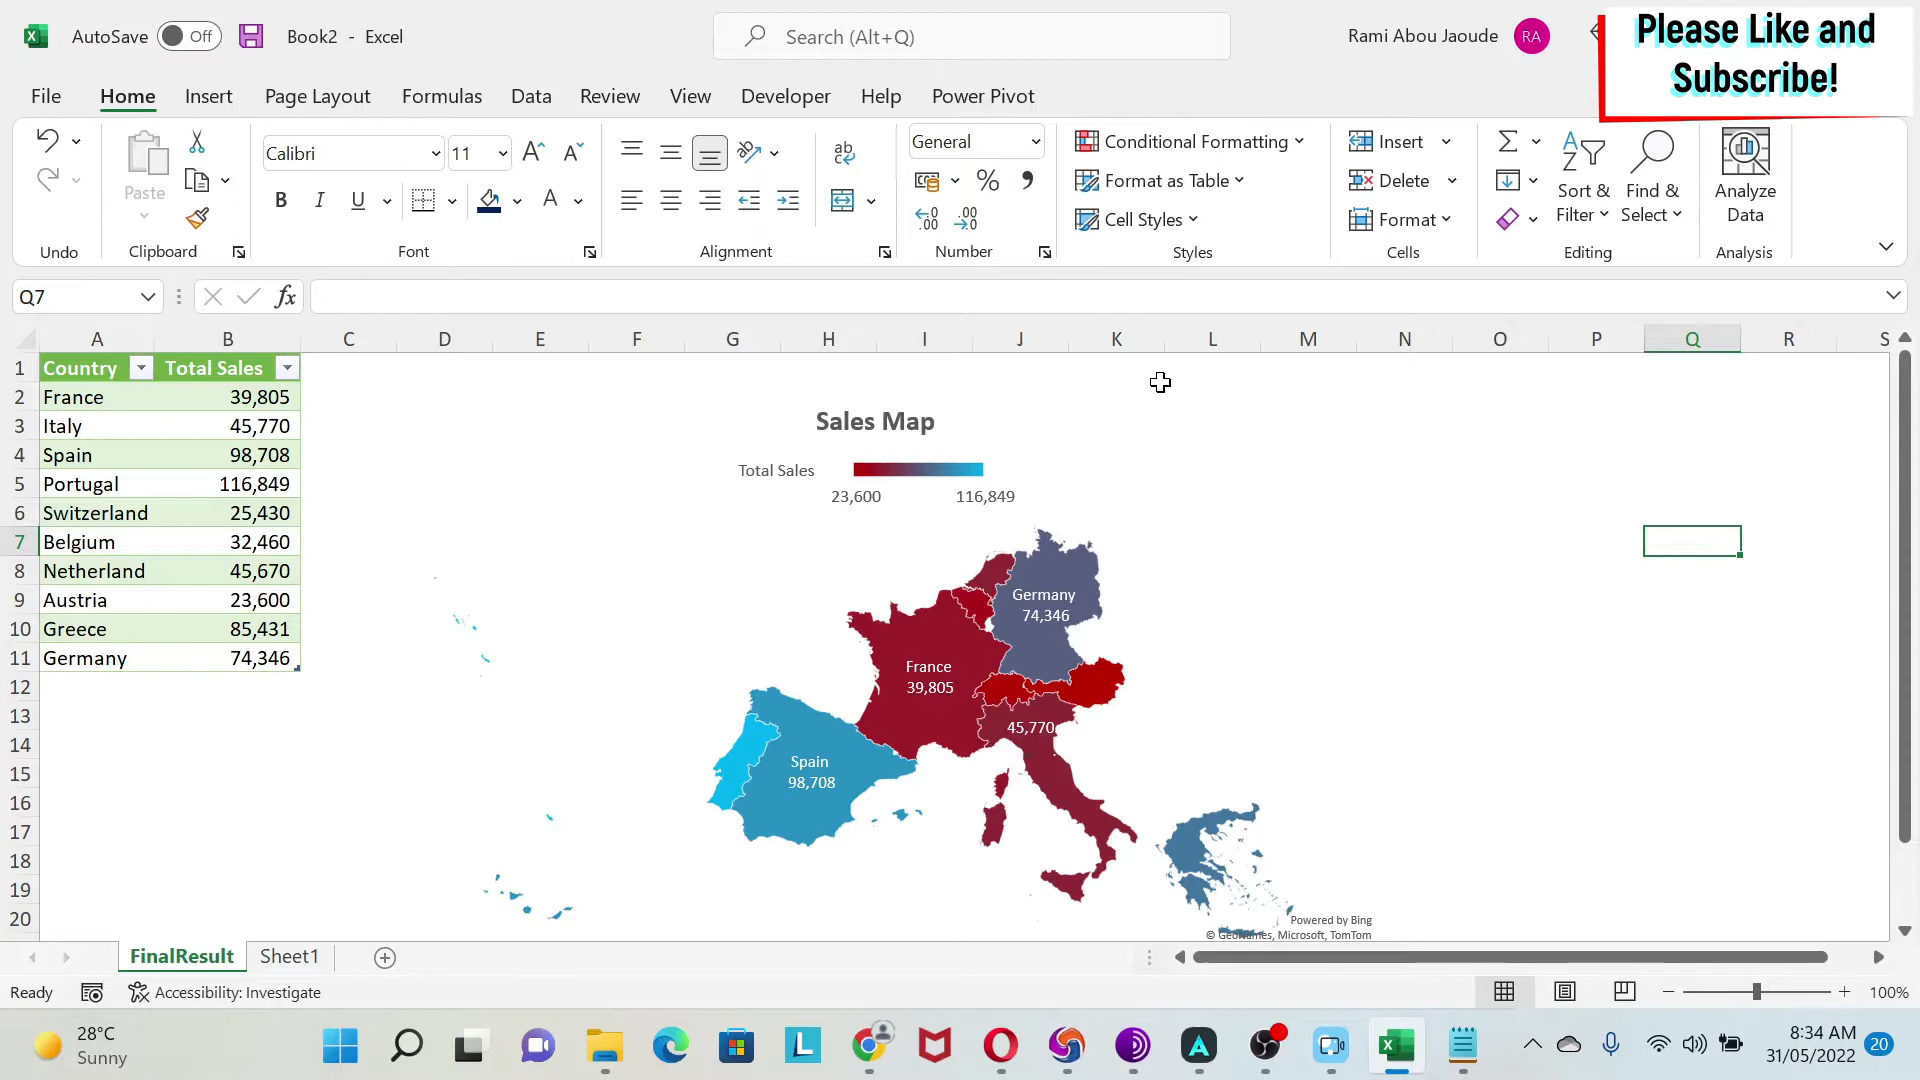 AutoSave Off Book2 - Excel
Search (Alt+Q)
Rami Abou Jaoude RA
Please Like and
Subscribe!
File Home Insert Page Layout Formulas Data Review View Developer Help Power Pivot
Paste
Calibri 11
B I U A
ab
General
% ,
Conditional Formatting
Format as Table
Cell Styles
Insert
Delete
Format
Sort &
Filter
Find &
Select
Analyze
Data
Undo Clipboard Font Alignment Number Styles Cells Editing Analysis
Q7 fx
A B C D E F G H I J K L M N O P Q R S
1 Country Total Sales
2 France 39,805
3 Italy 45,770
4 Spain 98,708
5 Portugal 116,849
6 Switzerland 25,430
7 Belgium 32,460
8 Netherland 45,670
9 Austria 23,600
10 Greece 85,431
11 Germany 74,346
12
13
14
15
16
17
18
19
20
Sales Map
Total Sales
23,600 116,849
Germany
74,346
France
39,805
45,770
Spain
98,708
Powered by Bing
© GeoNames, Microsoft, TomTom
FinalResult Sheet1
Ready Accessibility: Investigate 100%
28°C
Sunny
L
8:34 AM
31/05/2022
20